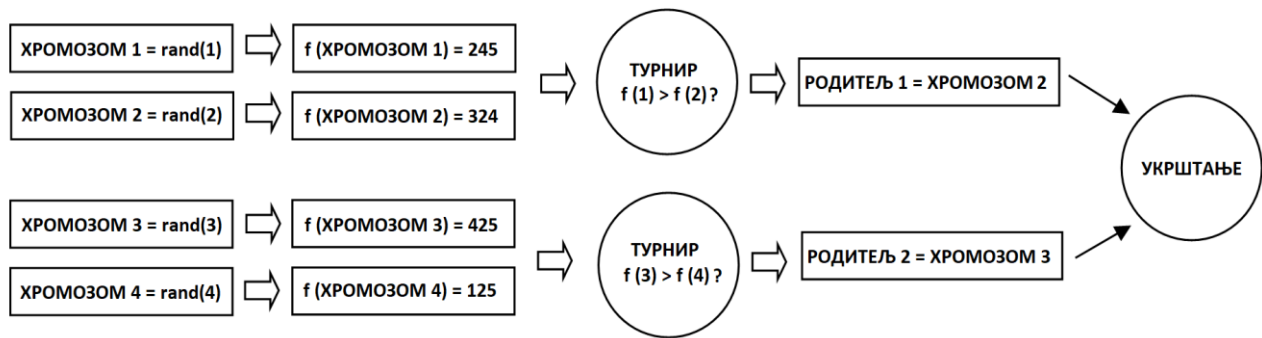 ХРОМОЗОМ 1 = rand(1)
f (ХРОМОЗОМ 1) = 245
ХРОМОЗОМ 2 = rand(2)
f (ХРОМОЗОМ 2) = 324
ТУРНИР
f (1) > f (2) ?
РОДИТЕЉ 1 = ХРОМОЗОМ 2
ХРОМОЗОМ 3 = rand(3)
f (ХРОМОЗОМ 3) = 425
ХРОМОЗОМ 4 = rand(4)
f (ХРОМОЗОМ 4) = 125
ТУРНИР
f (3) > f (4) ?
РОДИТЕЉ 2 = ХРОМОЗОМ 3
УКРШТАЊЕ